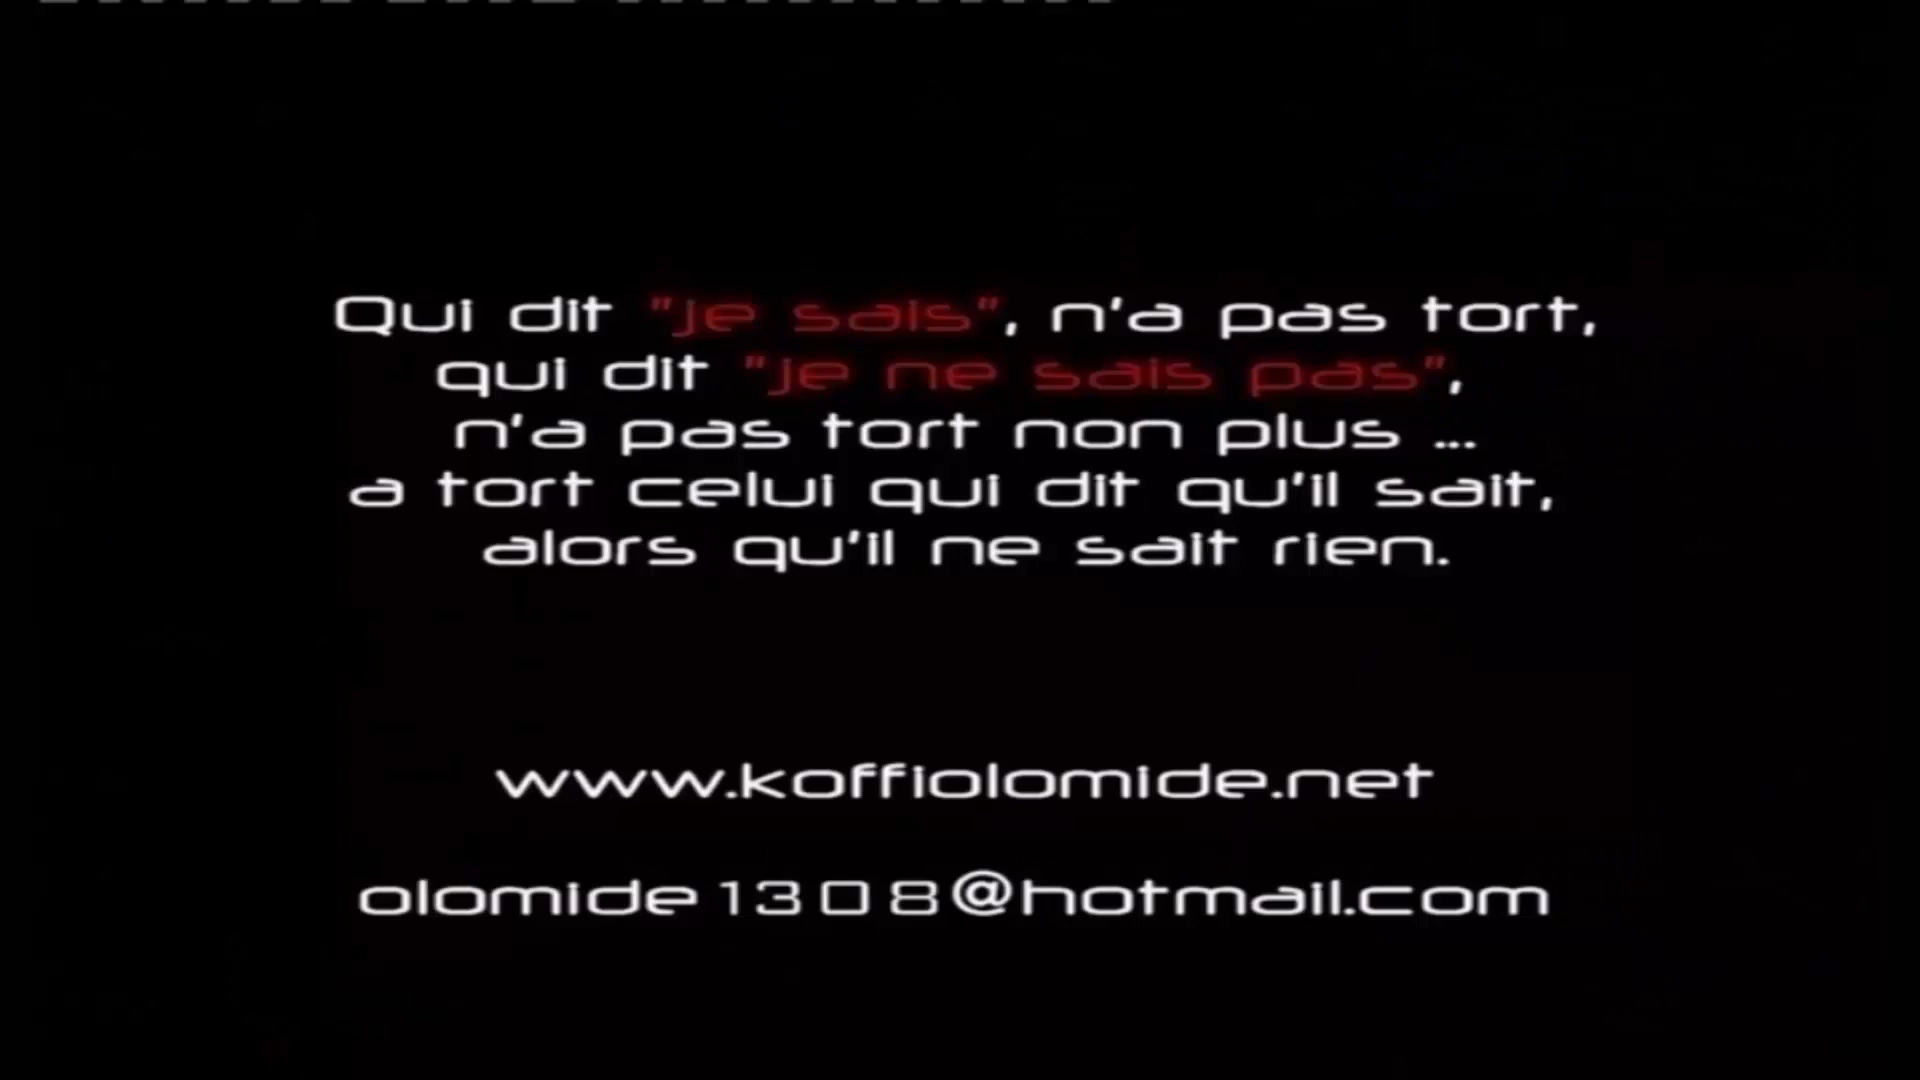 Qui dit "je sais", n'a pas tort,
qui dit "je ne sais pas",
n'a pas tort non plus ...
a tort celui qui dit qu'il sait,
alors qu'il ne sait rien.
www.koffiolomide.net
olomide1308@hotmail.com